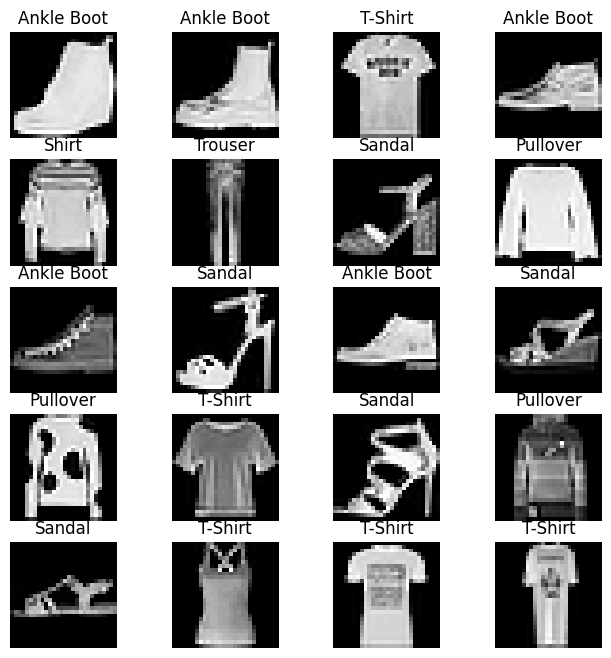 Ankle Boot Ankle Boot T-Shirt Ankle Boot
Shirt Trouser Sandal Pullover
Ankle Boot Sandal Ankle Boot Sandal
Pullover T-Shirt Sandal Pullover
Sandal T-Shirt T-Shirt T-Shirt